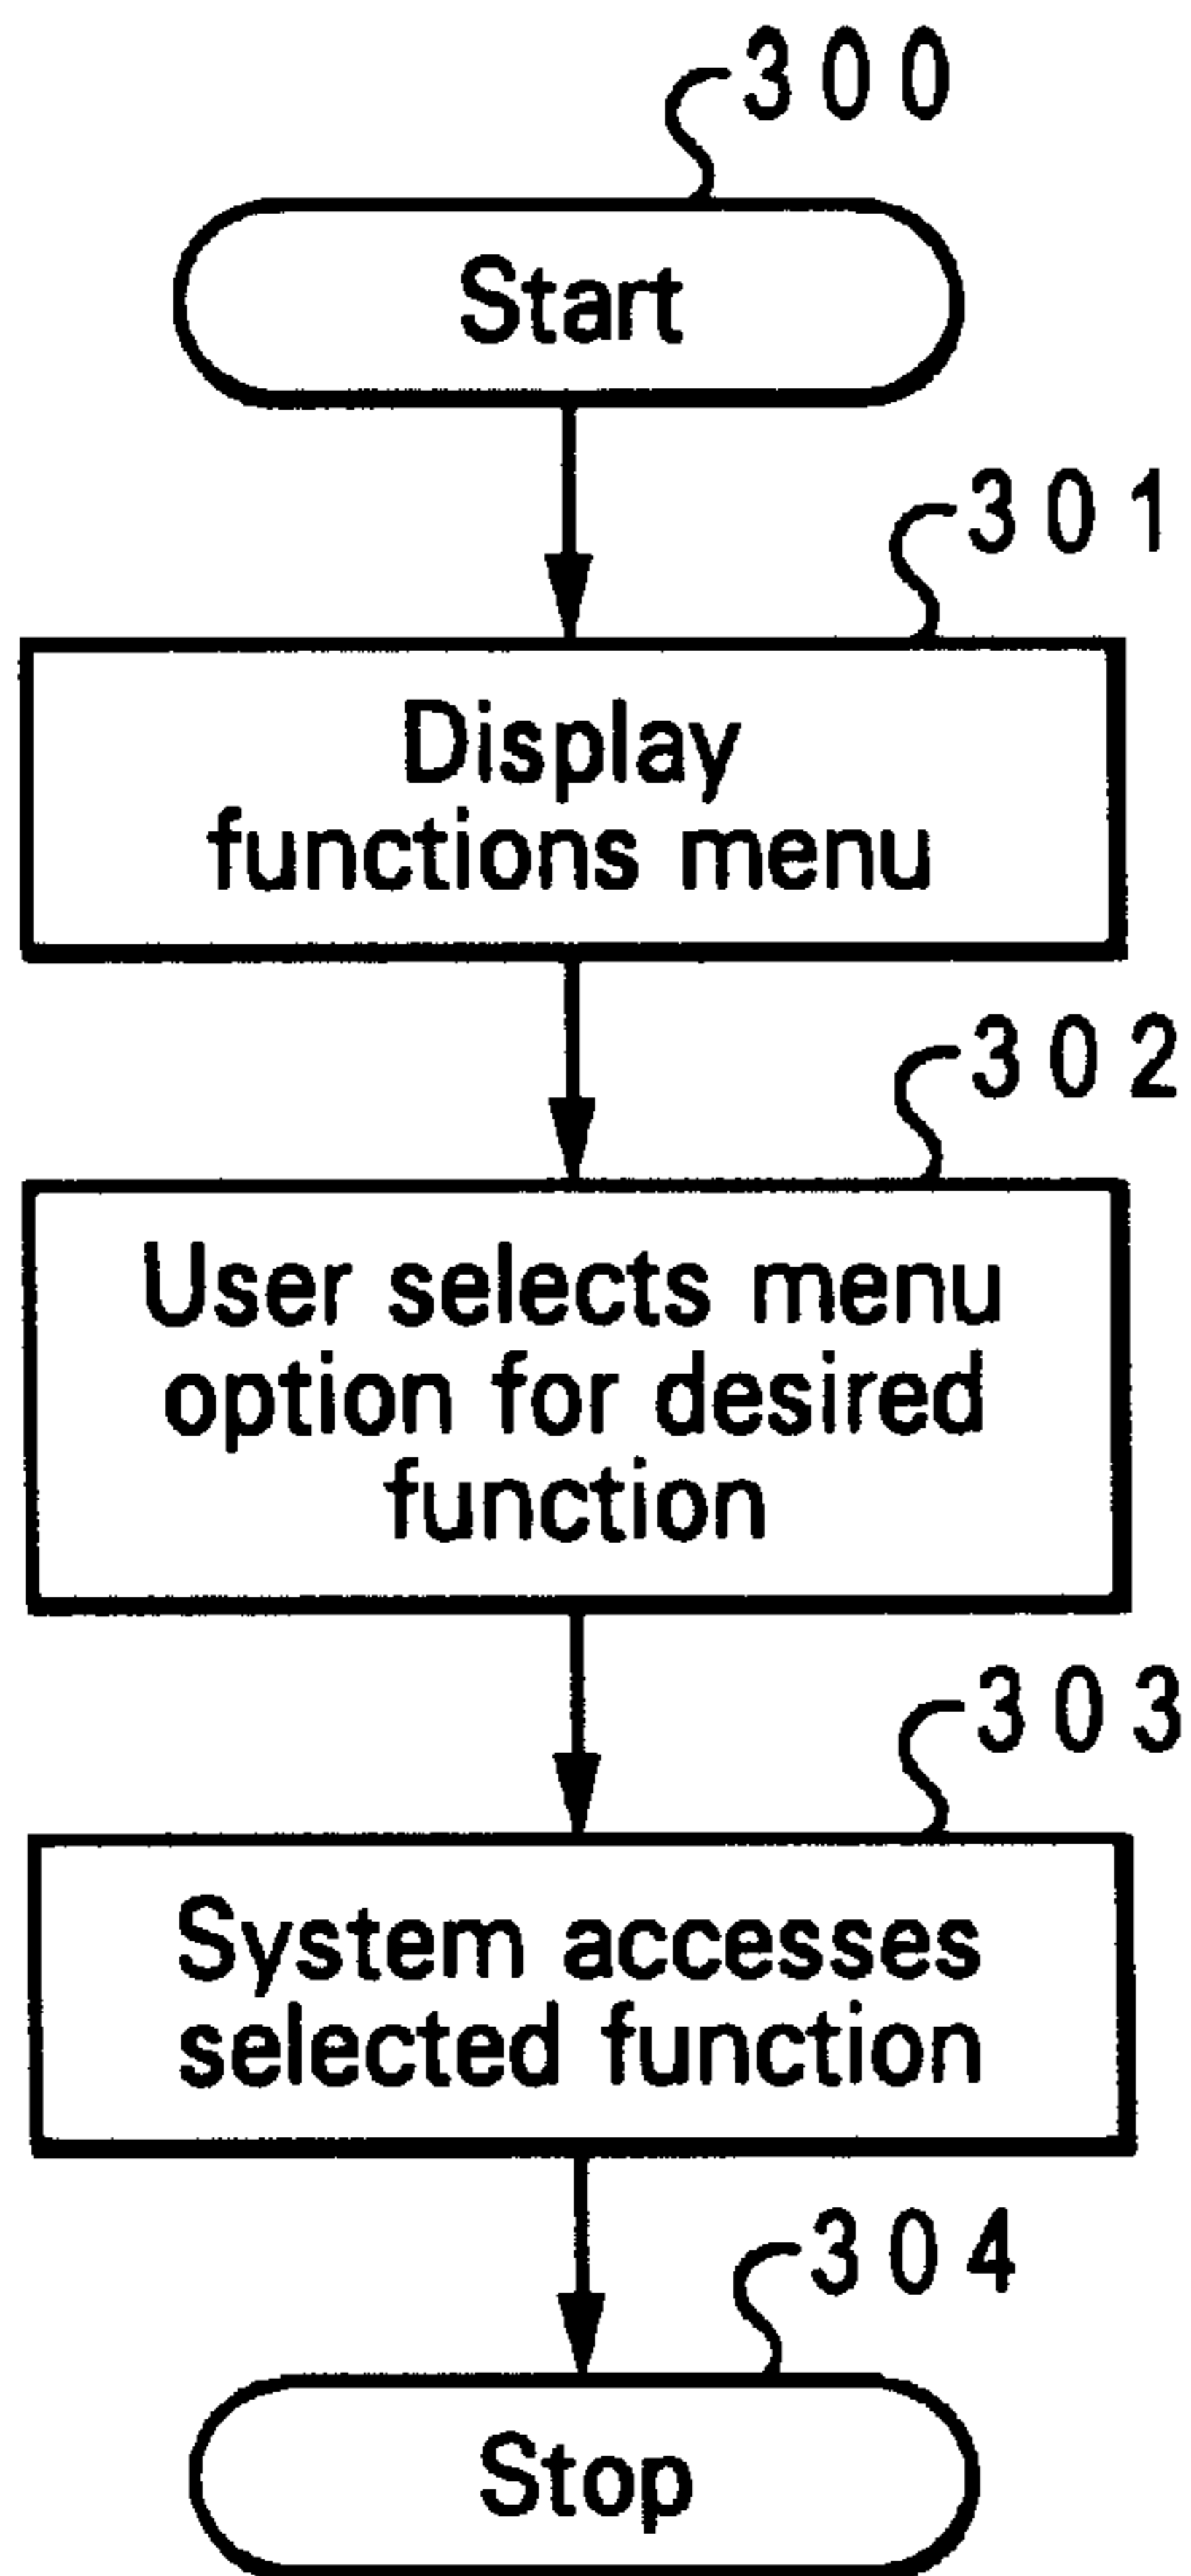 300
Start
301
Display
functions menu
302
User selects menu
option for desired
function
303
System accesses
selected function
304
Stop